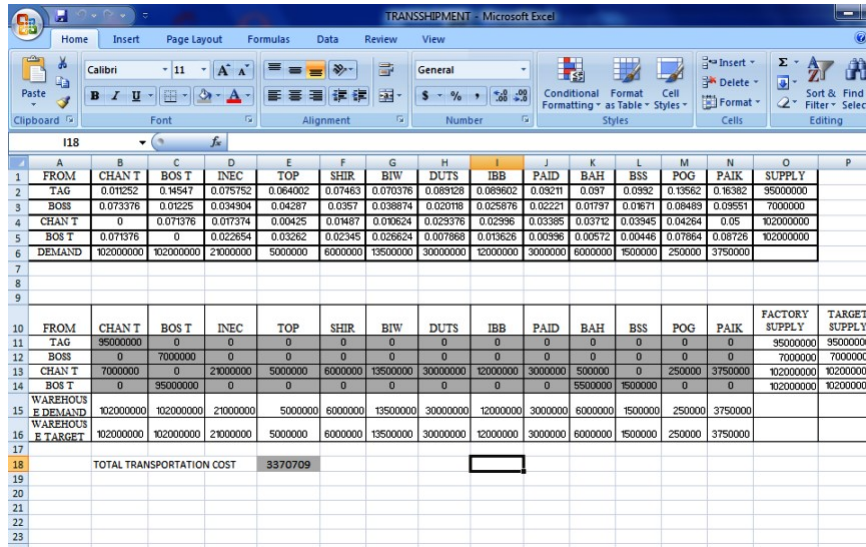 TRANSSHIPMENT - Microsoft Excel
Home Insert Page Layout Formulas Data Review View
Calibri 11 A A General Insert Σ
Paste B I U A $ % , .0 .00 .00 .0 Conditional Formatting Format as Table Cell Styles Delete Format Sort & Filter Find Selec
Clipboard Font Alignment Number Styles Cells Editing
I18 fx
A B C D E F G H I J K L M N O P
1 FROM CHAN T BOS T INEC TOP SHIR BIW DUTS IBB PAID BAH BSS POG PAIK SUPPLY
2 TAG 0.011252 0.14547 0.075752 0.064002 0.07463 0.070376 0.089128 0.089602 0.09211 0.097 0.0992 0.13562 0.16382 95000000
3 BOSS 0.073376 0.01225 0.034904 0.04287 0.0357 0.038874 0.020118 0.025876 0.02221 0.01797 0.01671 0.08489 0.09551 7000000
4 CHAN T 0 0.071376 0.017374 0.00425 0.01487 0.010624 0.029376 0.02996 0.03385 0.03712 0.03945 0.04264 0.05 102000000
5 BOS T 0.071376 0 0.022654 0.03262 0.02345 0.026624 0.007868 0.013626 0.00996 0.00572 0.00446 0.07864 0.08726 102000000
6 DEMAND 102000000 102000000 21000000 5000000 6000000 13500000 30000000 12000000 3000000 6000000 1500000 250000 3750000
7
8
9
10 FROM CHAN T BOS T INEC TOP SHIR BIW DUTS IBB PAID BAH BSS POG PAIK FACTORY SUPPLY TARGET SUPPLY
11 TAG 95000000 0 0 0 0 0 0 0 0 0 0 0 0 95000000 9500000
12 BOSS 0 7000000 0 0 0 0 0 0 0 0 0 0 0 7000000 7000000
13 CHAN T 7000000 0 21000000 5000000 6000000 13500000 30000000 12000000 3000000 500000 0 250000 3750000 102000000 10200000
14 BOS T 0 95000000 0 0 0 0 0 0 0 5500000 1500000 0 0 102000000 10200000
15 WAREHOUS E DEMAND 102000000 102000000 21000000 5000000 6000000 13500000 30000000 12000000 3000000 6000000 1500000 250000 3750000
16 WAREHOUS E TARGET 102000000 102000000 21000000 5000000 6000000 13500000 30000000 12000000 3000000 6000000 1500000 250000 3750000
17
18 TOTAL TRANSPORTATION COST 3370709
19
20
21
22
23